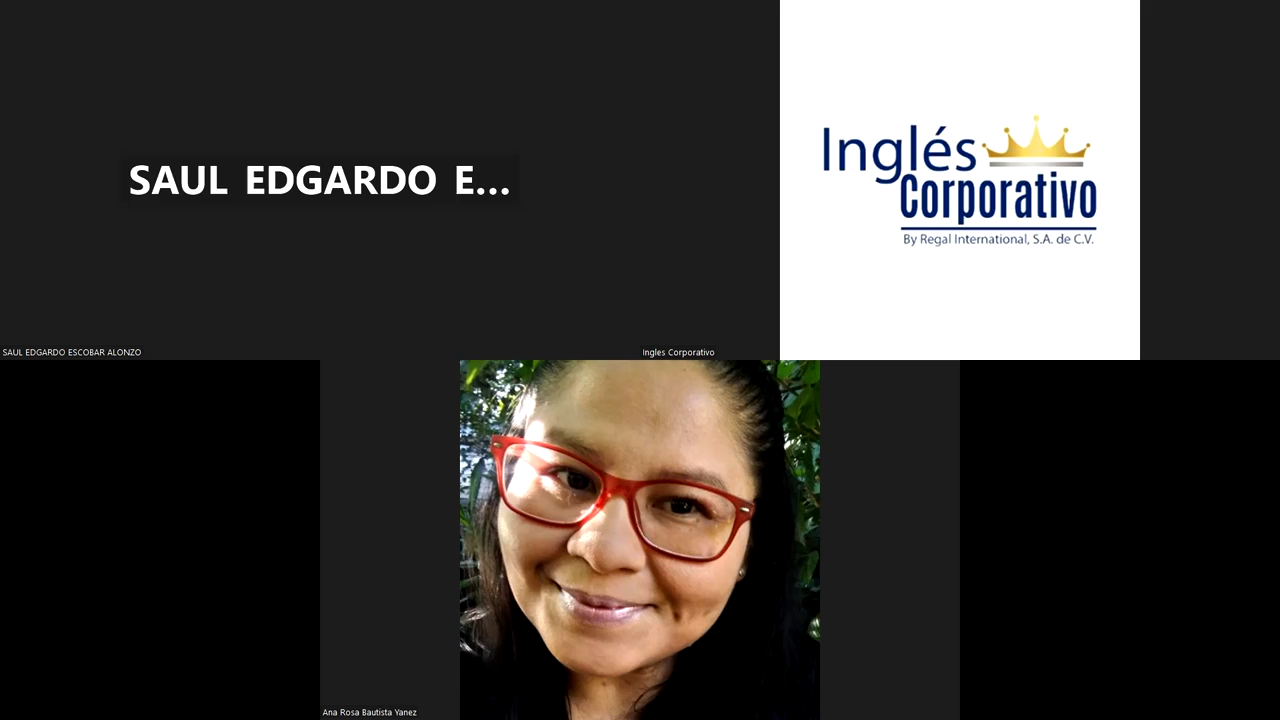 SAUL EDGARDO E...
Inglés
Corporativo
By Regal International, S.A. de C.V.
SAUL EDGARDO ESCOBAR ALONZO
Ingles Corporativo
Ana Rosa Bautista Yanez